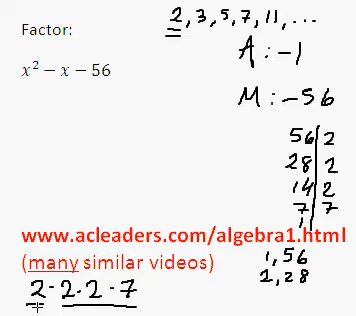 Factor:
2, 3, 5, 7, 11, ...
A : -1
x² − x − 56
M : -56
56 | 2
28 | 2
14 | 2
7 | 7
1
www.acleaders.com/algebra1.html
(many similar videos)
1, 56
2, 28
2 · 2 · 2 · 7